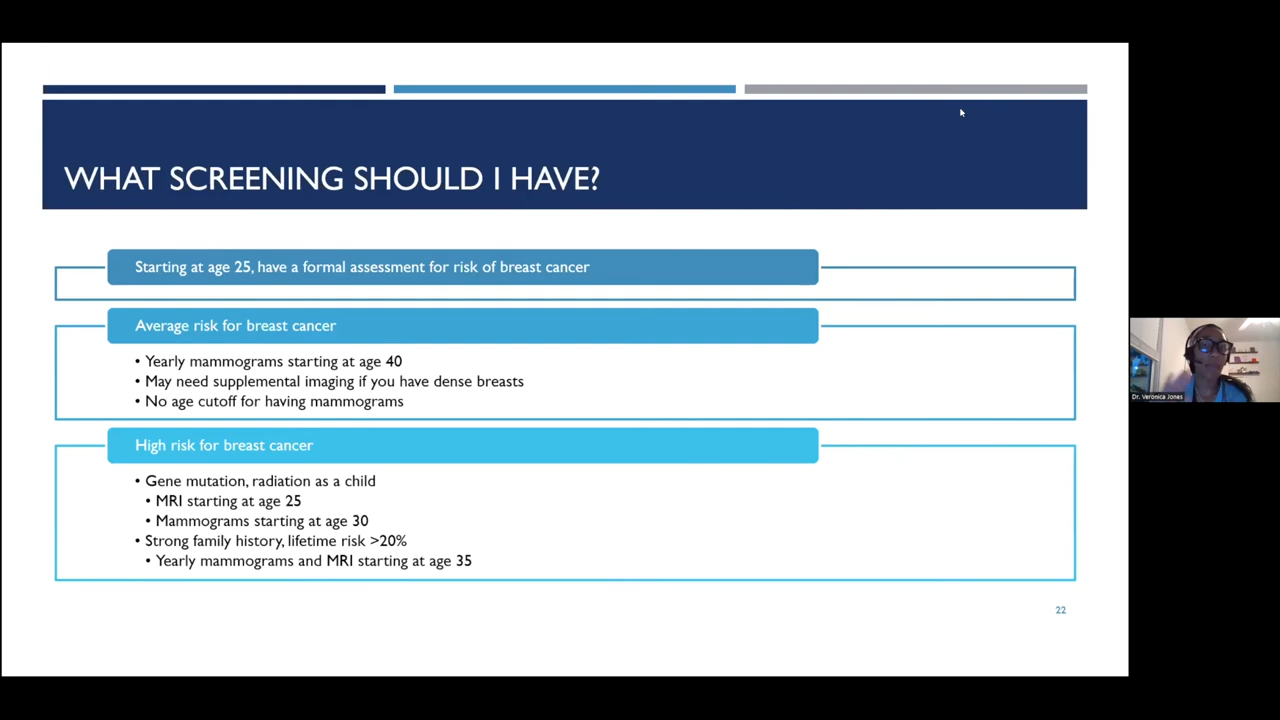 WHAT SCREENING SHOULD I HAVE?
Starting at age 25, have a formal assessment for risk of breast cancer
Average risk for breast cancer
• Yearly mammograms starting at age 40
• May need supplemental imaging if you have dense breasts
• No age cutoff for having mammograms
High risk for breast cancer
• Gene mutation, radiation as a child
• MRI starting at age 25
• Mammograms starting at age 30
• Strong family history, lifetime risk >20%
• Yearly mammograms and MRI starting at age 35
22
Dr. Veronica Jones